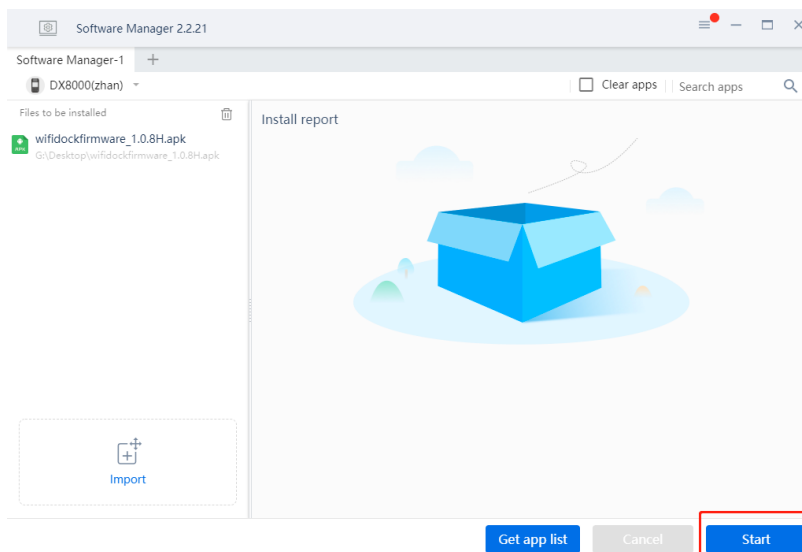 Software Manager 2.2.21
Software Manager-1
DX8000(zhan)
Clear apps
Search apps
Files to be installed
Install report
wifidockfirmware_1.0.8H.apk
G:\Desktop\wifidockfirmware_1.0.8H.apk
APK
Import
Get app list
Cancel
Start